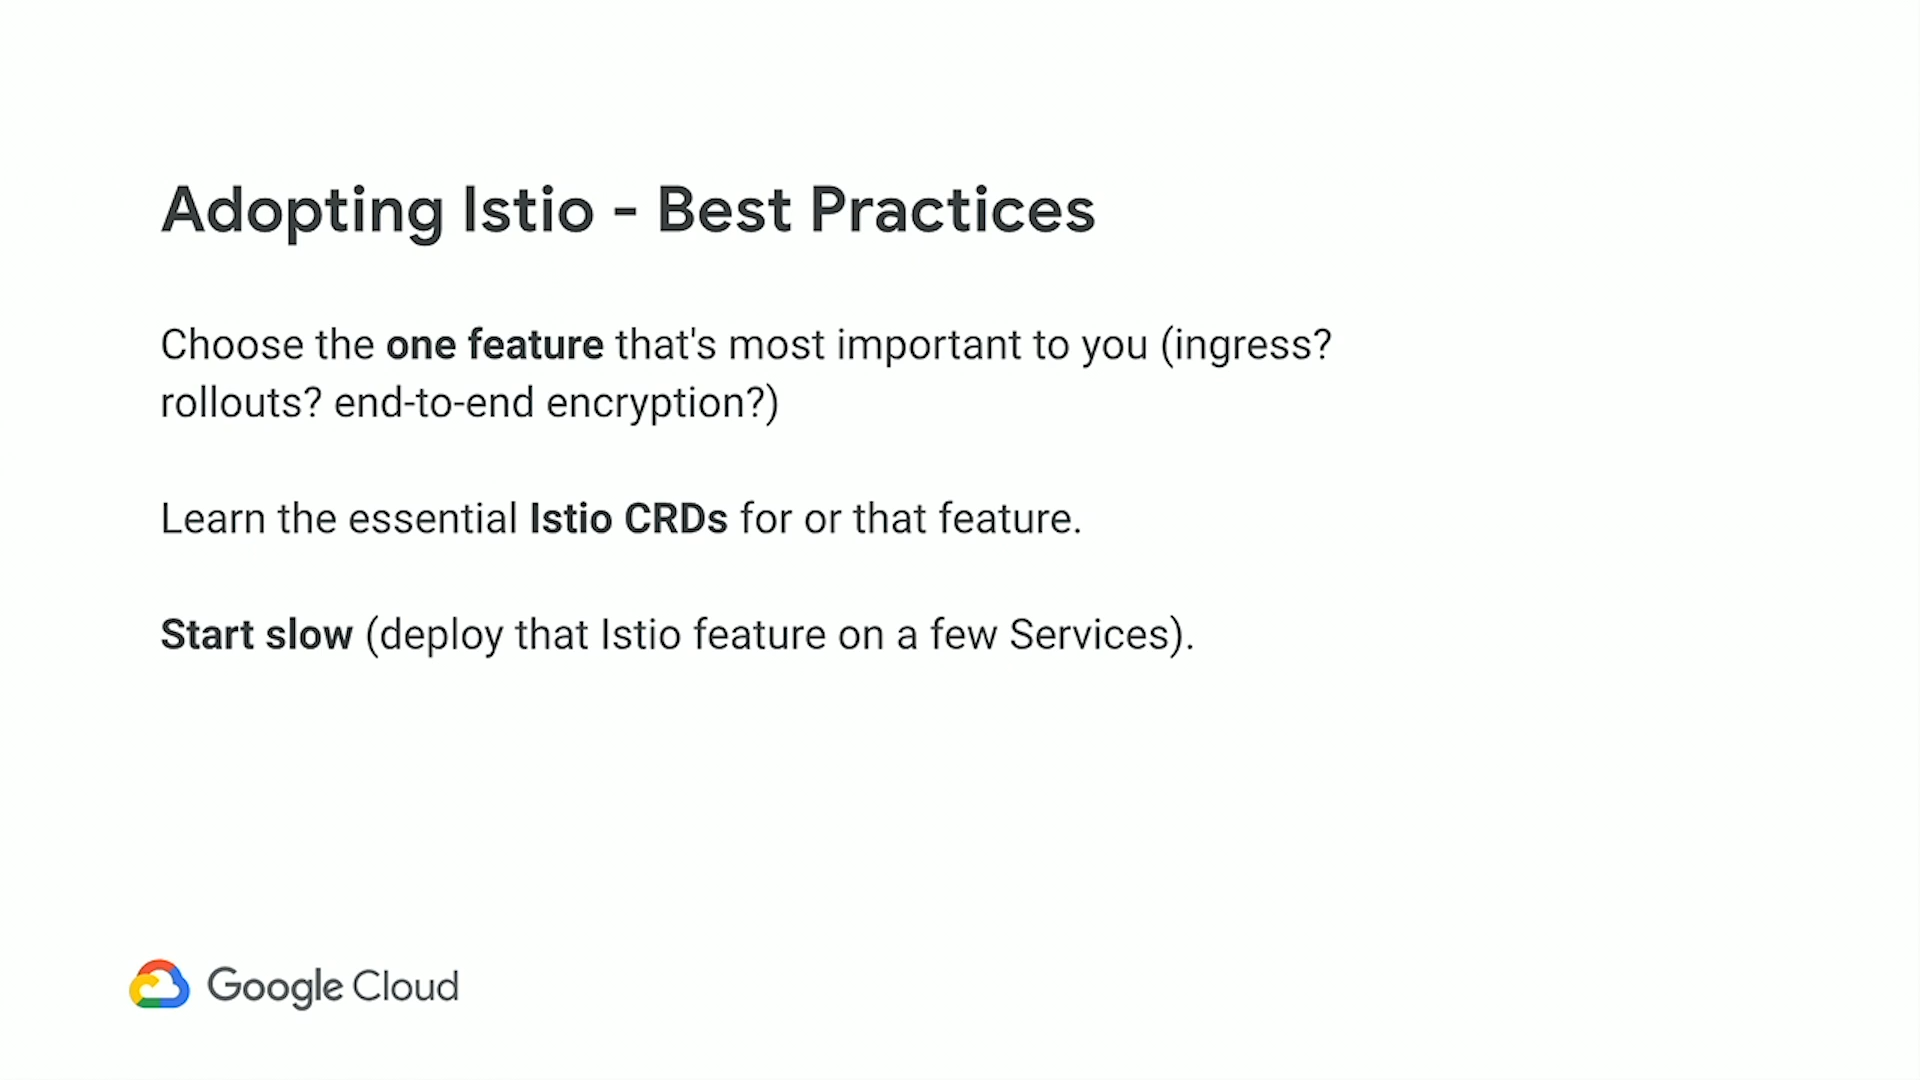 Adopting Istio - Best Practices
Choose the one feature that's most important to you (ingress?
rollouts? end-to-end encryption?)
Learn the essential Istio CRDs for or that feature.
Start slow (deploy that Istio feature on a few Services).
Google Cloud